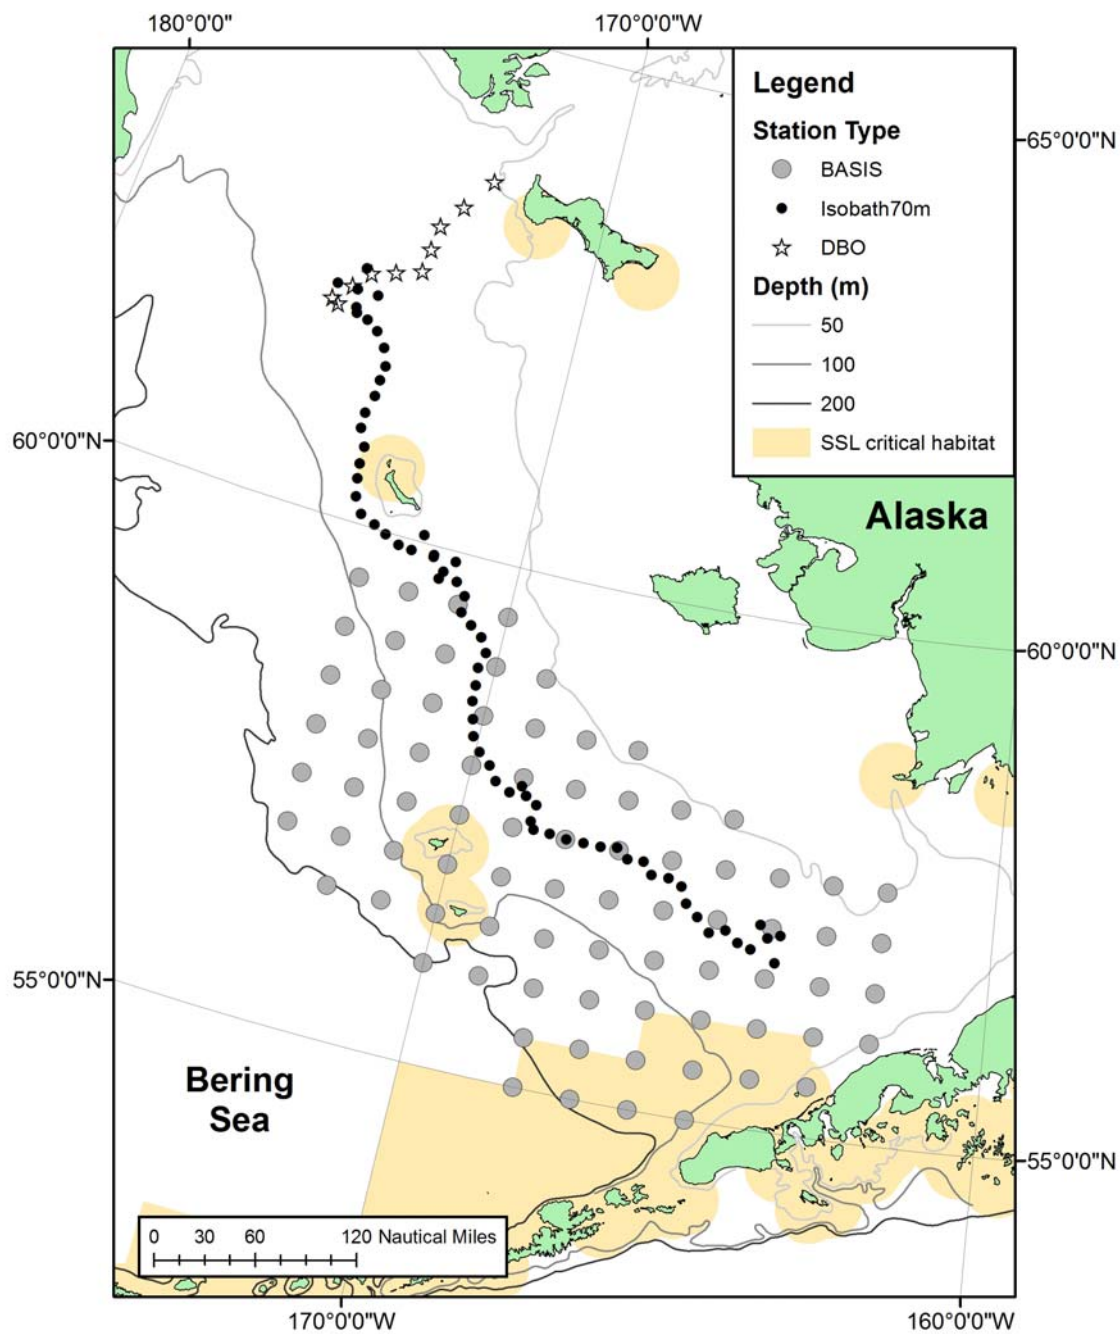 180°0'0"
170°0'0"W
Legend
Station Type
BASIS
Isobath70m
DBO
Depth (m)
50
100
200
SSL critical habitat
65°0'0"N
60°0'0"N
Alaska
60°0'0"N
55°0'0"N
Bering
Sea
55°0'0"N
0 30 60 120 Nautical Miles
170°0'0"W
160°0'0"W